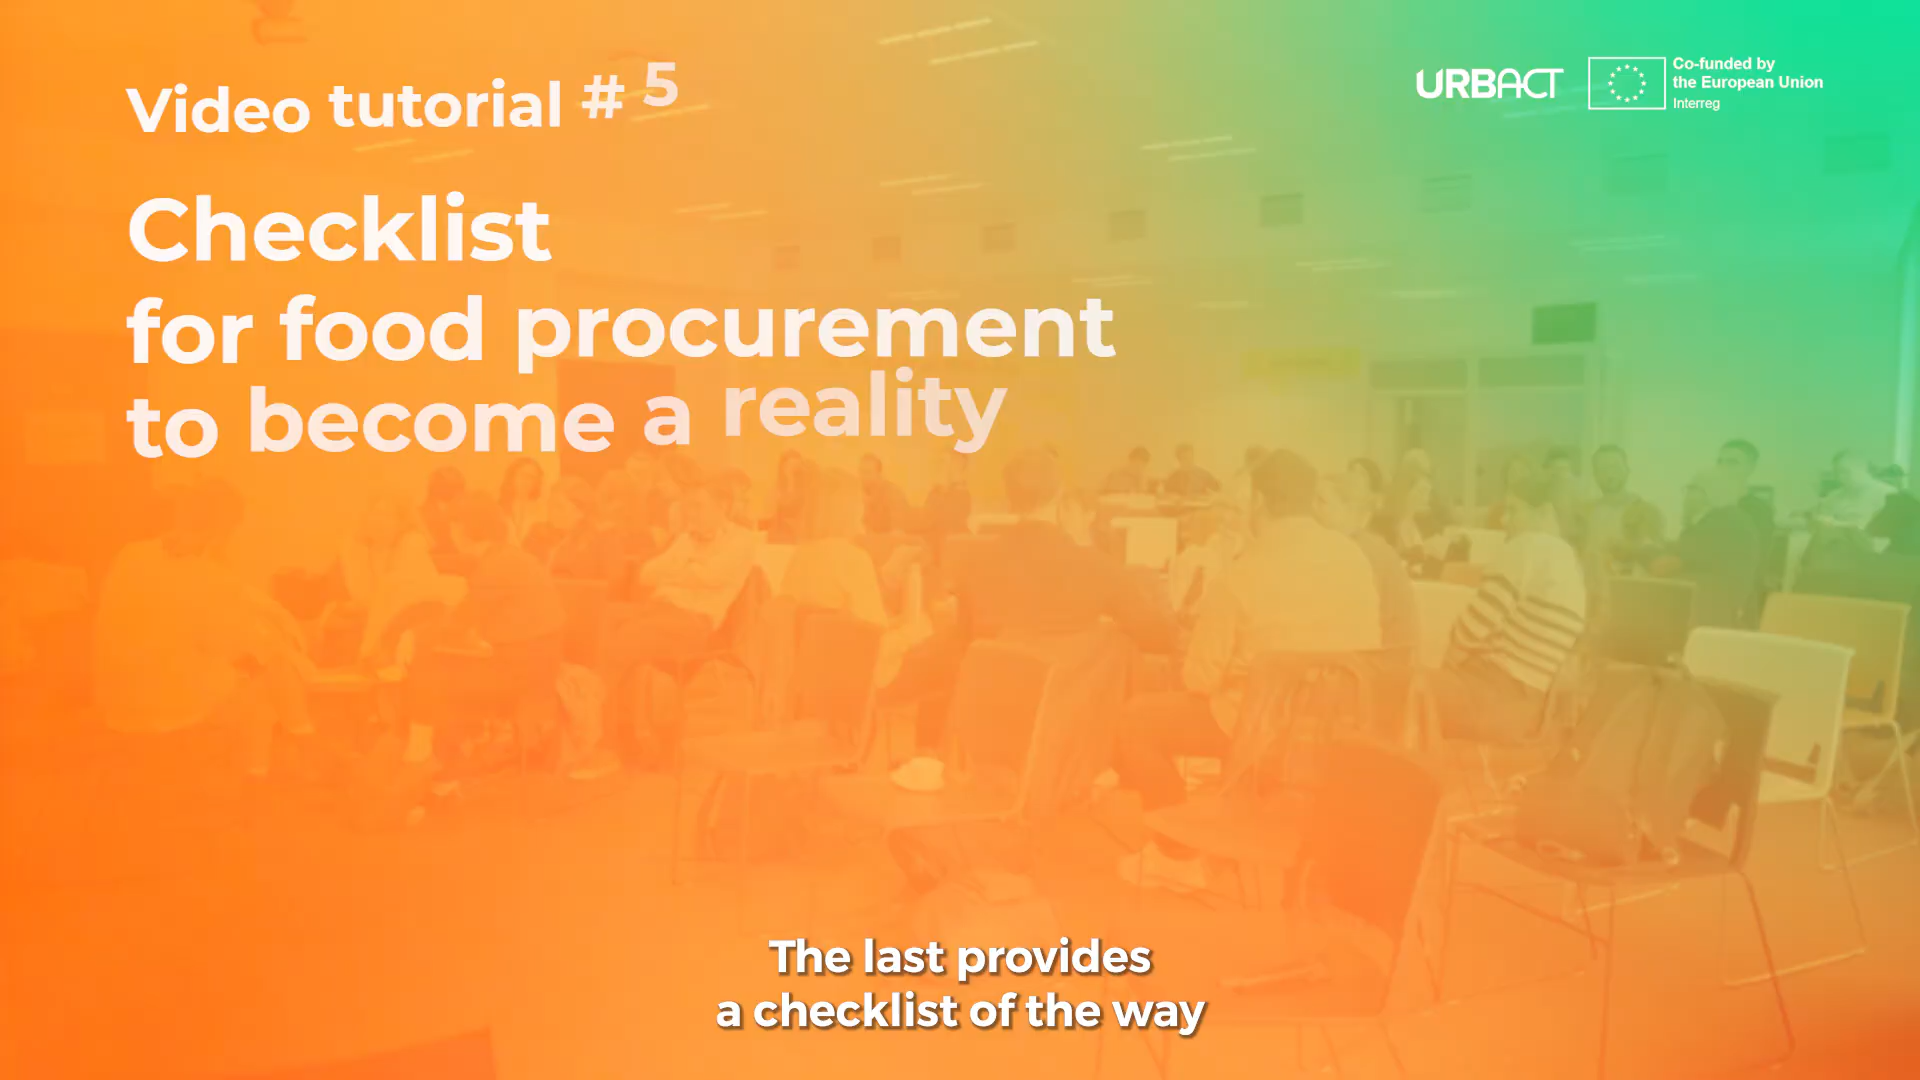 Video tutorial # 5
URBACT
Co-funded by
the European Union
Interreg
Checklist
for food procurement
to become a reality
The last provides
a checklist of the way